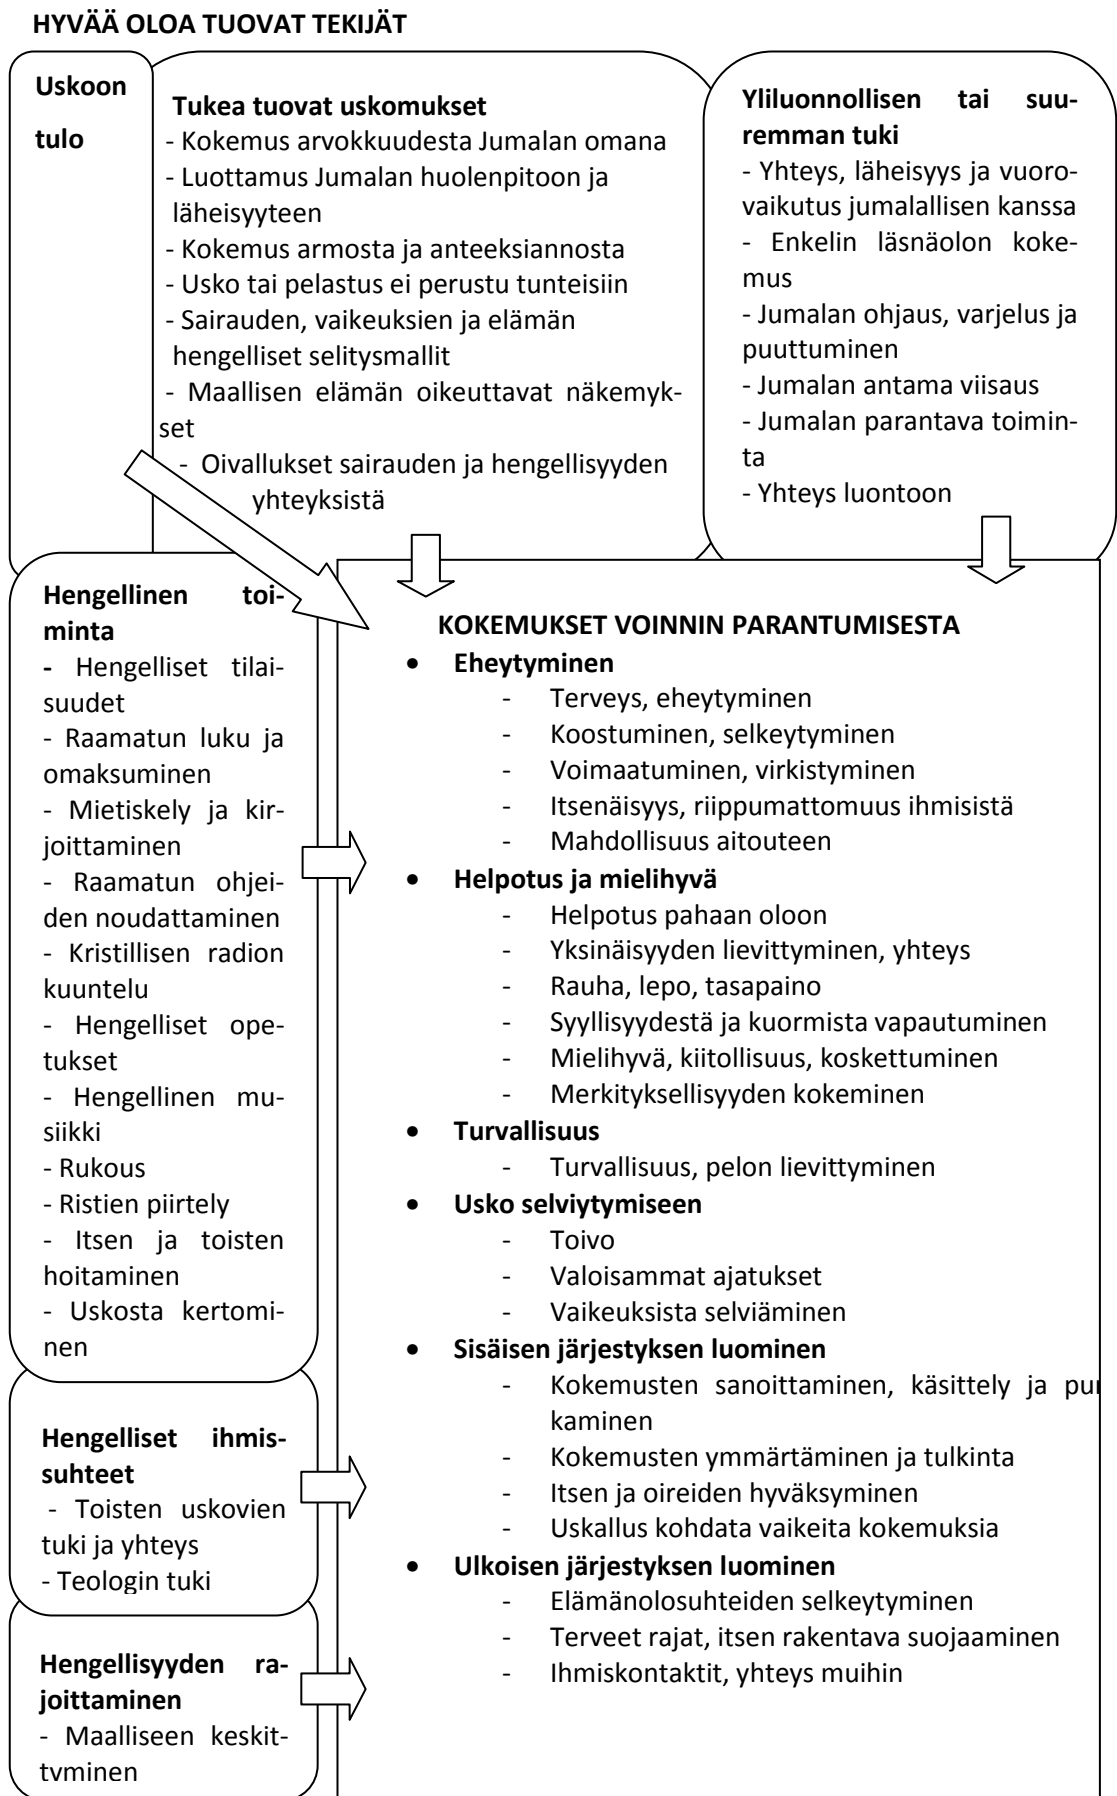 HYVÄÄ OLOA TUOVAT TEKIJÄT
Uskoon
tulo
Tukea tuovat uskomukset
- Kokemus arvokkuudesta Jumalan omana
- Luottamus Jumalan huolenpitoon ja
läheisyyteen
- Kokemus armosta ja anteeksiannosta
- Usko tai pelastus ei perustu tunteisiin
- Sairauden, vaikeuksien ja elämän
hengelliset selitysmallit
- Maallisen elämän oikeuttavat näkemyk-
set
- Oivallukset sairauden ja hengellisyyden
yhteyksistä
Yliluonnollisen tai suu-
remman tuki
- Yhteys, läheisyys ja vuoro-
vaikutus jumalallisen kanssa
- Enkelin läsnäolon koke-
mus
- Jumalan ohjaus, varjelus ja
puuttuminen
- Jumalan antama viisaus
- Jumalan parantava toimin-
ta
- Yhteys luontoon
Hengellinen toi-
minta
- Hengelliset tilai-
suudet
- Raamatun luku ja
omaksuminen
- Mietiskely ja kir-
joittaminen
- Raamatun ohjei-
den noudattaminen
- Kristillisen radion
kuuntelu
- Hengelliset ope-
tukset
- Hengellinen mu-
siikki
- Rukous
- Ristien piirtely
- Itsen ja toisten
hoitaminen
- Uskosta kertomi-
nen
Hengelliset ihmis-
suhteet
- Toisten uskovien
tuki ja yhteys
- Teologin tuki
Hengellisyyden ra-
joittaminen
- Maalliseen keskit-
tyminen
KOKEMUKSET VOINNIN PARANTUMISESTA
• Eheytyminen
- Terveys, eheytyminen
- Koostuminen, selkeytyminen
- Voimaatuminen, virkistyminen
- Itsenäisyys, riippumattomuus ihmisistä
- Mahdollisuus aitouteen
• Helpotus ja mielihyvä
- Helpotus pahaan oloon
- Yksinäisyyden lievittyminen, yhteys
- Rauha, lepo, tasapaino
- Syyllisyydestä ja kuormista vapautuminen
- Mielihyvä, kiitollisuus, koskettuminen
- Merkityksellisyyden kokeminen
• Turvallisuus
- Turvallisuus, pelon lievittyminen
• Usko selviytymiseen
- Toivo
- Valoisammat ajatukset
- Vaikeuksista selviäminen
• Sisäisen järjestyksen luominen
- Kokemusten sanoittaminen, käsittely ja pur
kaminen
- Kokemusten ymmärtäminen ja tulkinta
- Itsen ja oireiden hyväksyminen
- Uskallus kohdata vaikeita kokemuksia
• Ulkoisen järjestyksen luominen
- Elämänolosuhteiden selkeytyminen
- Terveet rajat, itsen rakentava suojaaminen
- Ihmiskontaktit, yhteys muihin